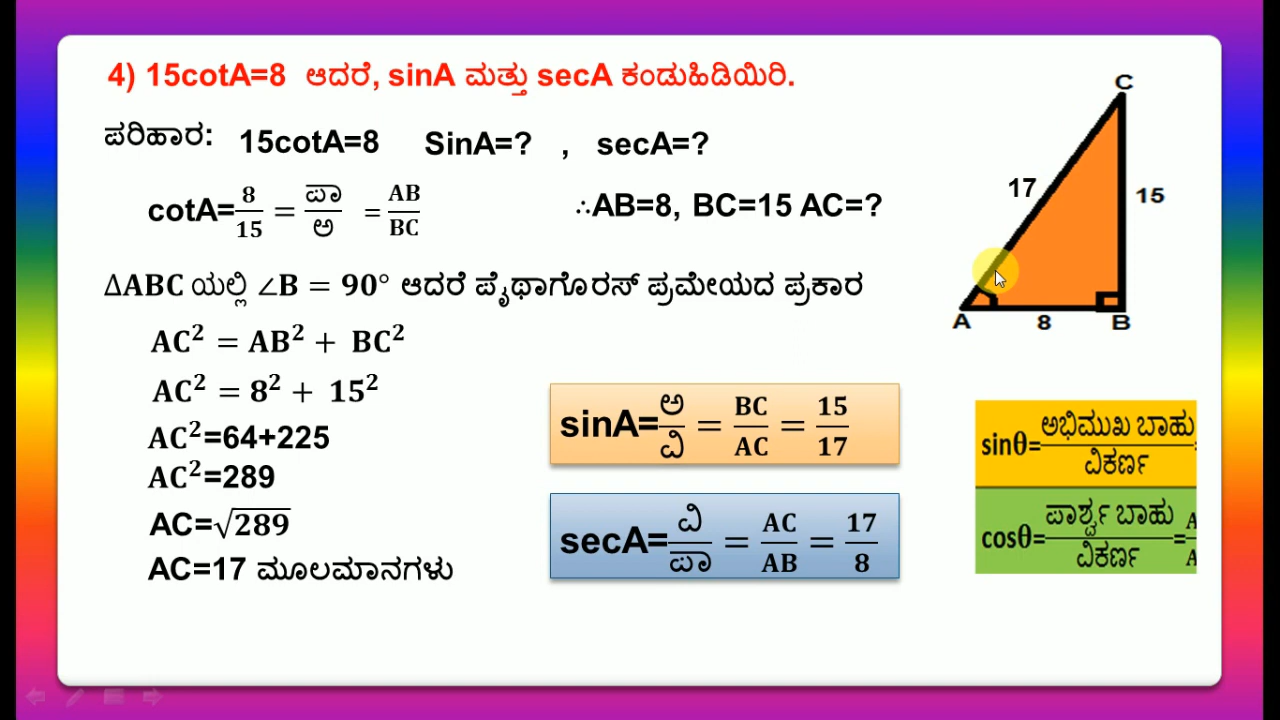 4) 15cotA=8 ಆದರೆ, sinA ಮತ್ತು secA ಕಂಡುಹಿಡಿಯಿರಿ.
ಪರಿಹಾರ: 15cotA=8 SinA=? , secA=?
cotA=8/15 = ಪಾ/ಅ = AB/BC
∴AB=8, BC=15 AC=?
ΔABC ಯಲ್ಲಿ ∠B = 90° ಆದರೆ ಪೈಥಾಗೊರಸ್ ಪ್ರಮೇಯದ ಪ್ರಕಾರ
AC² = AB² + BC²
AC² = 8² + 15²
AC²=64+225
AC²=289
AC=√289
AC=17 ಮೂಲಮಾನಗಳು
sinA=ಅ/ವಿ = BC/AC = 15/17
secA=ವಿ/ಪಾ = AC/AB = 17/8
C
17
15
A
8
B
sinθ=ಅಭಿಮುಖ ಬಾಹು/ವಿಕರ್ಣ=
cosθ=ಪಾರ್ಶ್ವ ಬಾಹು/ವಿಕರ್ಣ=A/A